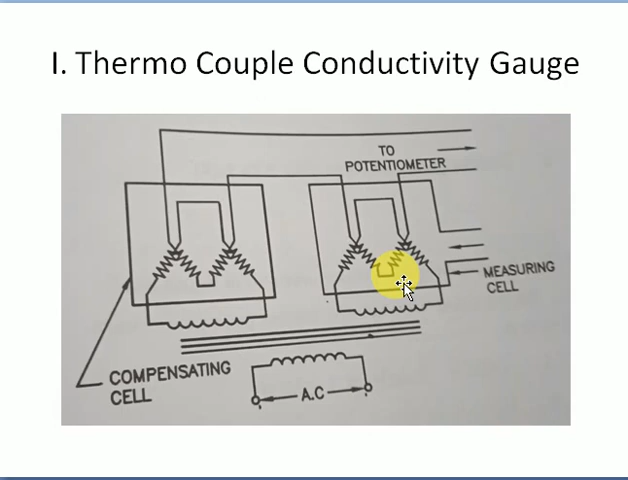 I. Thermo Couple Conductivity Gauge
TO
POTENTIOMETER
MEASURING
CELL
COMPENSATING
CELL
A.C